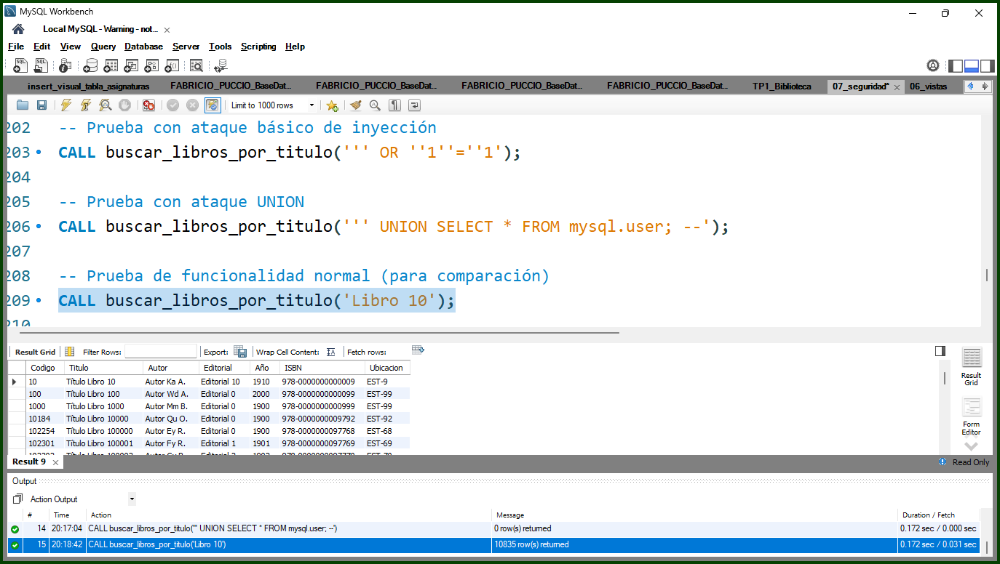 MySQL Workbench
Local MySQL - Warning - not...
File Edit View Query Database Server Tools Scripting Help
insert_visual_tabla_asignaturas FABRICIO_PUCCIO_BaseDat... FABRICIO_PUCCIO_BaseDat... FABRICIO_PUCCIO_BaseDat... FABRICIO_PUCCIO_BaseDat... TP1_Biblioteca 07_seguridad* 06_vistas
Limit to 1000 rows
202 -- Prueba con ataque básico de inyección
203 CALL buscar_libros_por_titulo(''' OR ''1''=''1');
204
205 -- Prueba con ataque UNION
206 CALL buscar_libros_por_titulo(''' UNION SELECT * FROM mysql.user; --');
207
208 -- Prueba de funcionalidad normal (para comparación)
209 CALL buscar_libros_por_titulo('Libro 10');
210
Result Grid Filter Rows: Export: Wrap Cell Content: Fetch rows:
Codigo Titulo Autor Editorial Año ISBN Ubicacion
10 Título Libro 10 Autor Ka A. Editorial 10 1910 978-0000000000009 EST-9
100 Título Libro 100 Autor Wd A. Editorial 0 2000 978-0000000000099 EST-99
1000 Título Libro 1000 Autor Mm B. Editorial 0 1900 978-0000000000999 EST-99
10184 Título Libro 10000 Autor Qu O. Editorial 0 1900 978-0000000009792 EST-92
102254 Título Libro 100000 Autor Ey R. Editorial 0 1900 978-0000000097768 EST-68
102301 Título Libro 100001 Autor Fy R. Editorial 1 1901 978-0000000097769 EST-69
Result Grid
Form Editor
Result 9 Read Only
Output
Action Output
# Time Action Message Duration / Fetch
14 20:17:04 CALL buscar_libros_por_titulo(''' UNION SELECT * FROM mysql.user; --') 0 row(s) returned 0.172 sec / 0.000 sec
15 20:18:42 CALL buscar_libros_por_titulo('Libro 10') 10835 row(s) returned 0.172 sec / 0.031 sec